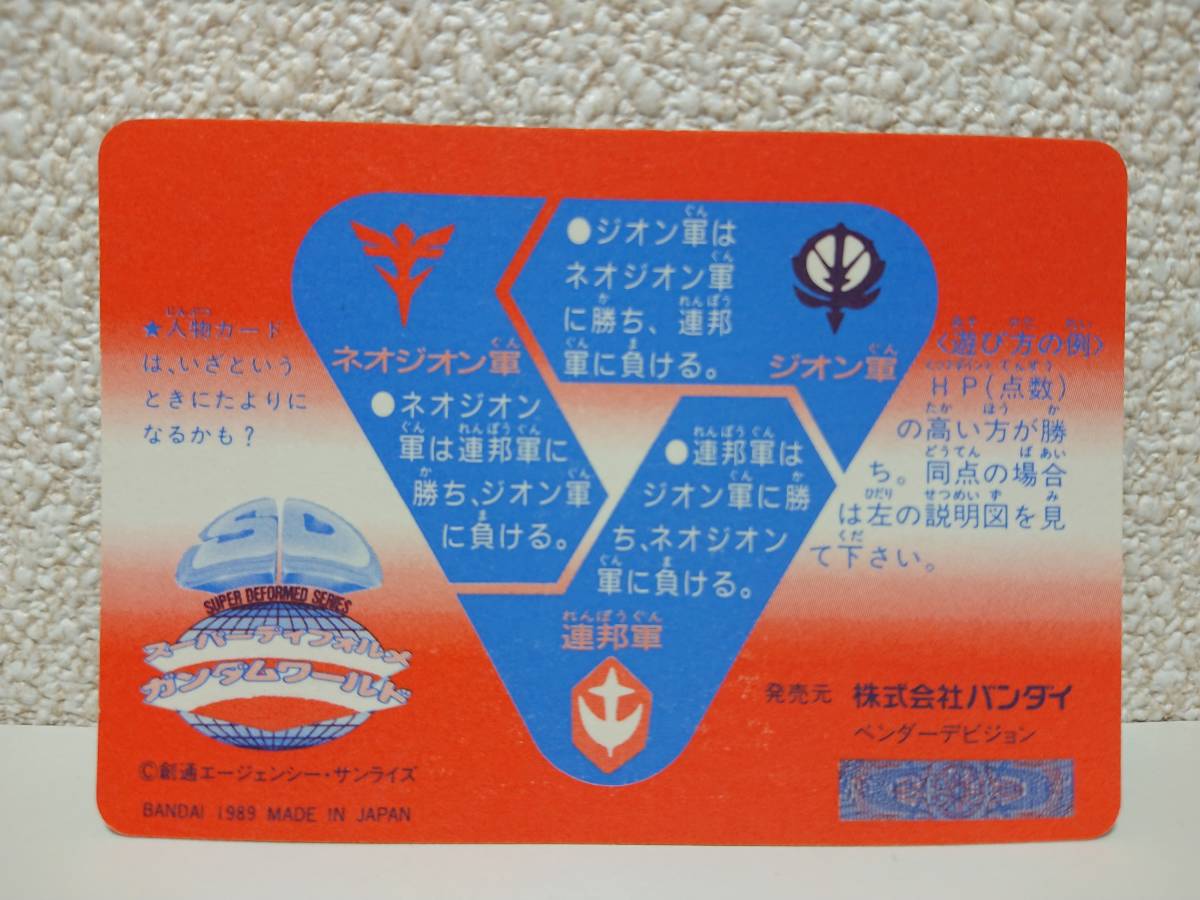 ●ジオン軍は
ネオジオン軍
に勝ち、連邦
軍に負ける。
ネオジオン軍
ジオン軍
●ネオジオン
軍は連邦軍に
勝ち、ジオン軍
に負ける。
●連邦軍は
ジオン軍に勝
ち、ネオジオン
軍に負ける。
連邦軍
★人物カード
は、いざという
ときにたよりに
なるかも？
〈遊び方の例〉
HP(点数)
の高い方が勝
ち。同点の場合
は左の説明図を見
て下さい。
SD
SUPER DEFORMED SERIES
スーパーディフォルメ
ガンダムワールド
©創通エージェンシー・サンライズ
BANDAI 1989 MADE IN JAPAN
発売元 株式会社バンダイ
ベンダーデビジョン